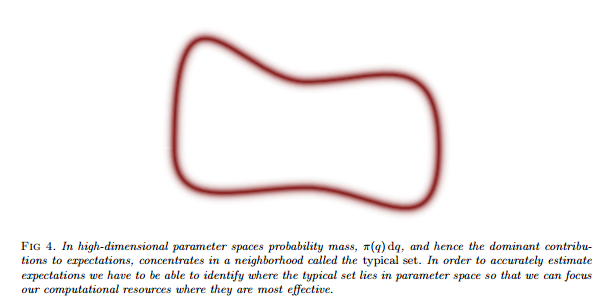 Fig 4. In high-dimensional parameter spaces probability mass, π(q) dq, and hence the dominant contribu-
tions to expectations, concentrates in a neighborhood called the typical set. In order to accurately estimate
expectations we have to be able to identify where the typical set lies in parameter space so that we can focus
our computational resources where they are most effective.